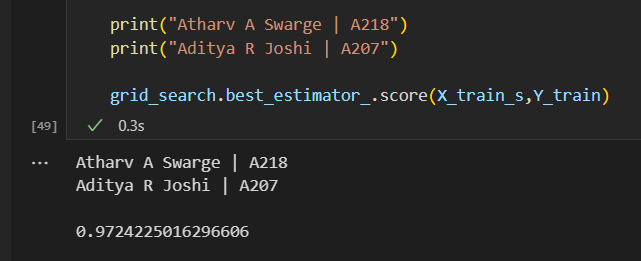 print("Atharv A Swarge | A218")
print("Aditya R Joshi | A207")
grid_search.best_estimator_.score(X_train_s,Y_train)
[49] ✓ 0.3s
... Atharv A Swarge | A218
Aditya R Joshi | A207
0.9724225016296606